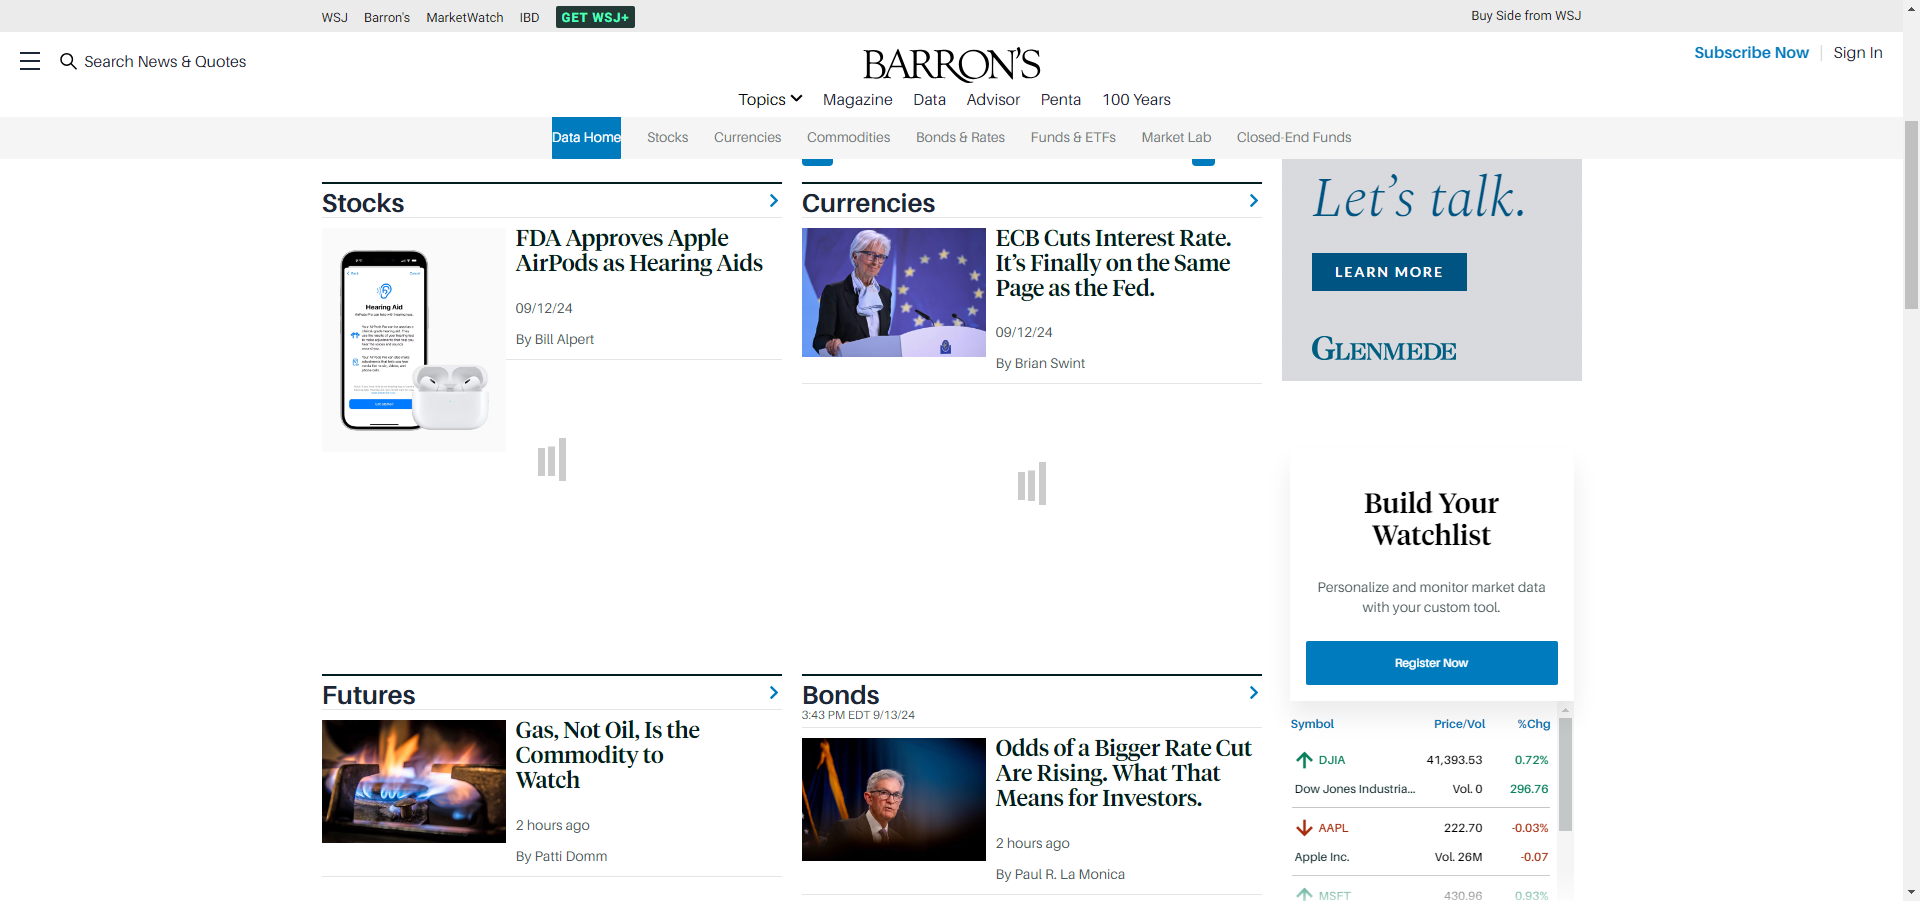 WSJ Barron's MarketWatch IBD GET WSJ+ Buy Side from WSJ
Search News & Quotes
BARRON'S
Subscribe Now Sign In
Topics Magazine Data Advisor Penta 100 Years
Data Home Stocks Currencies Commodities Bonds & Rates Funds & ETFs Market Lab Closed-End Funds
Stocks
Hearing Aid
FDA Approves Apple
AirPods as Hearing Aids
09/12/24
By Bill Alpert
Currencies
ECB Cuts Interest Rate.
It's Finally on the Same
Page as the Fed.
09/12/24
By Brian Swint
Let's talk.
LEARN MORE
GLENMEDE
Build Your
Watchlist
Personalize and monitor market data
with your custom tool.
Register Now
Futures
Gas, Not Oil, Is the
Commodity to
Watch
2 hours ago
By Patti Domm
Bonds
3:43 PM EDT 9/13/24
Odds of a Bigger Rate Cut
Are Rising. What That
Means for Investors.
2 hours ago
By Paul R. La Monica
Symbol Price/Vol %Chg
DJIA 41,393.53 0.72%
Dow Jones Industria... Vol. 0 296.76
AAPL 222.70 -0.03%
Apple Inc. Vol. 26M -0.07
MSFT 430.96 0.93%